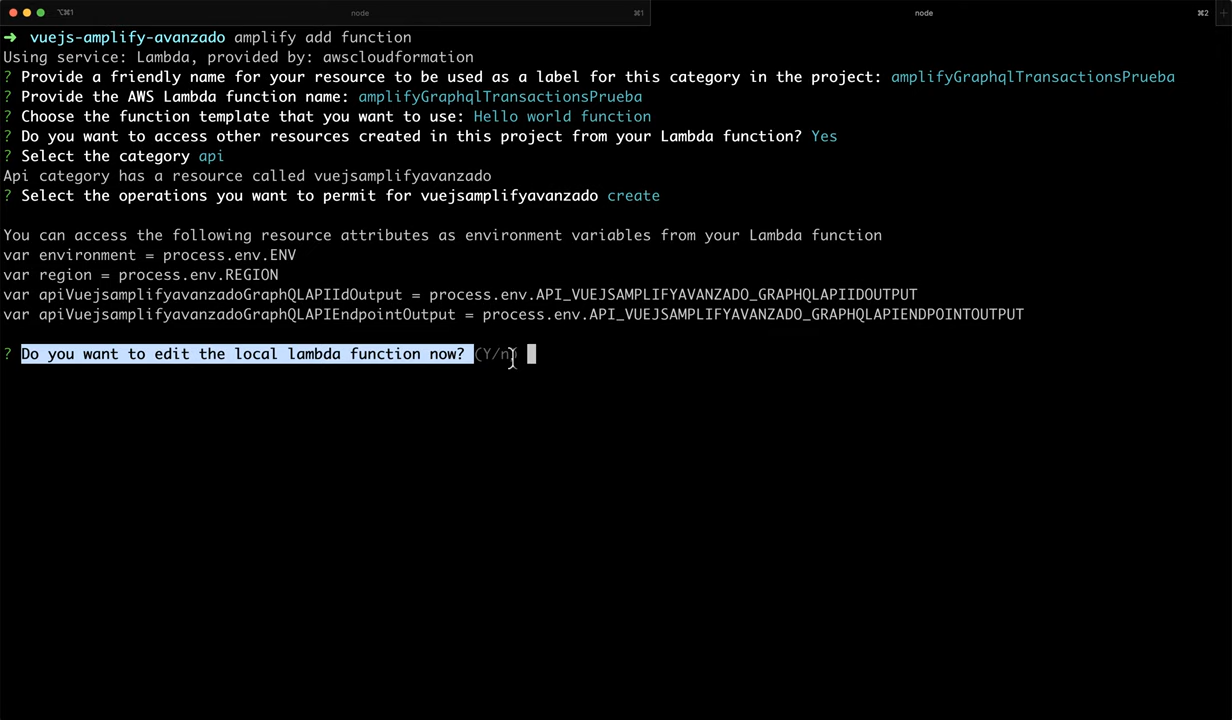 ⌥⌘1 node ⌘1 node ⌘2 +
➜ vuejs-amplify-avanzado amplify add function
Using service: Lambda, provided by: awscloudformation
? Provide a friendly name for your resource to be used as a label for this category in the project: amplifyGraphqlTransactionsPrueba
? Provide the AWS Lambda function name: amplifyGraphqlTransactionsPrueba
? Choose the function template that you want to use: Hello world function
? Do you want to access other resources created in this project from your Lambda function? Yes
? Select the category api
Api category has a resource called vuejsamplifyavanzado
? Select the operations you want to permit for vuejsamplifyavanzado create
You can access the following resource attributes as environment variables from your Lambda function
var environment = process.env.ENV
var region = process.env.REGION
var apiVuejsamplifyavanzadoGraphQLAPIIdOutput = process.env.API_VUEJSAMPLIFYAVANZADO_GRAPHQLAPIIDOUTPUT
var apiVuejsamplifyavanzadoGraphQLAPIEndpointOutput = process.env.API_VUEJSAMPLIFYAVANZADO_GRAPHQLAPIENDPOINTOUTPUT
? Do you want to edit the local lambda function now? (Y/n)